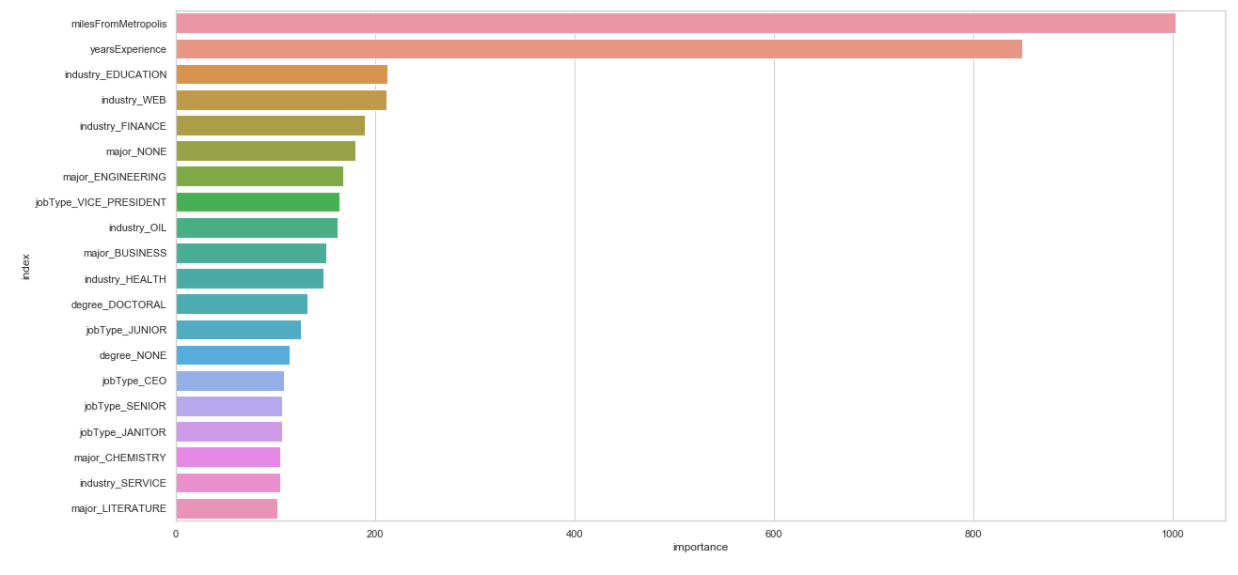 milesFromMetropolis
yearsExperience
industry_EDUCATION
industry_WEB
industry_FINANCE
major_NONE
major_ENGINEERING
jobType_VICE_PRESIDENT
industry_OIL
major_BUSINESS
industry_HEALTH
degree_DOCTORAL
jobType_JUNIOR
degree_NONE
jobType_CEO
jobType_SENIOR
jobType_JANITOR
major_CHEMISTRY
industry_SERVICE
major_LITERATURE
index
0 200 400 600 800 1000
importance